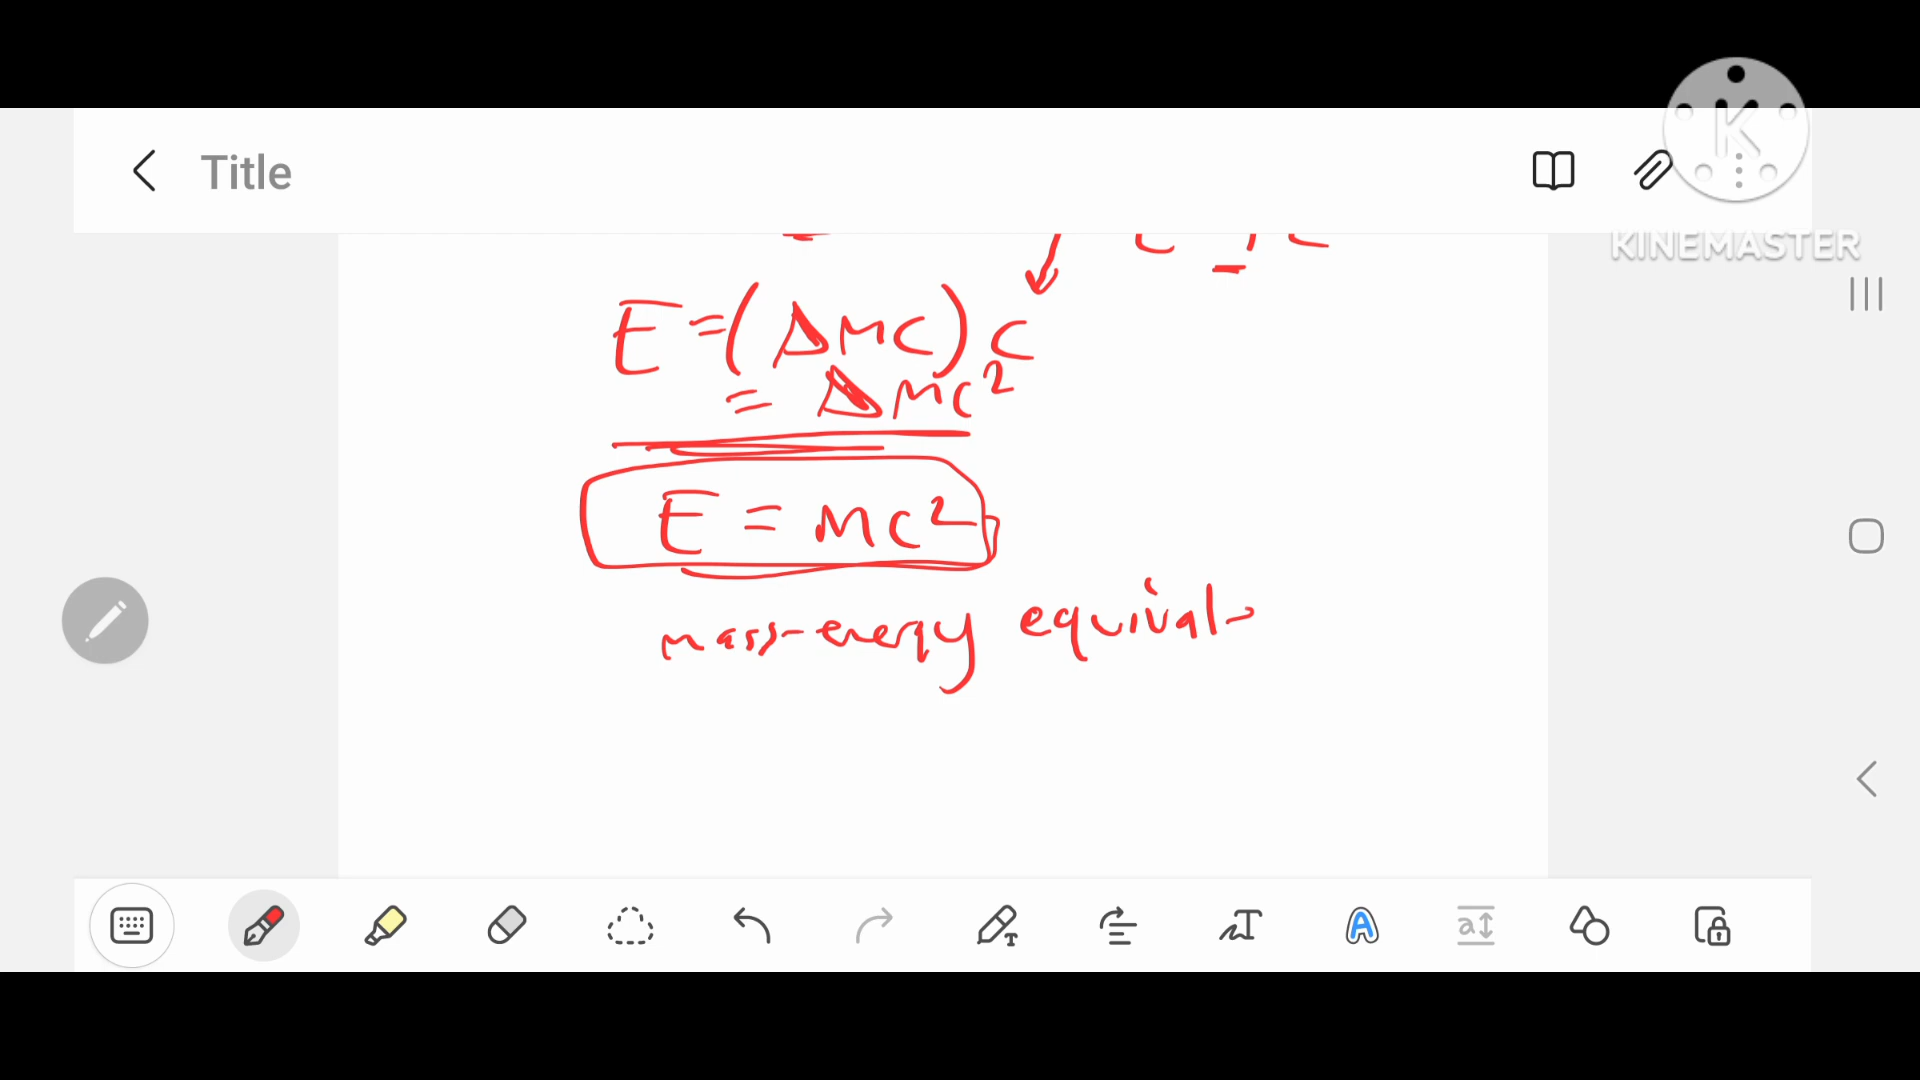 Title
KINEMASTER
E=(ΔMC)C
= ΔMC²
E = MC²
mass-energy equival